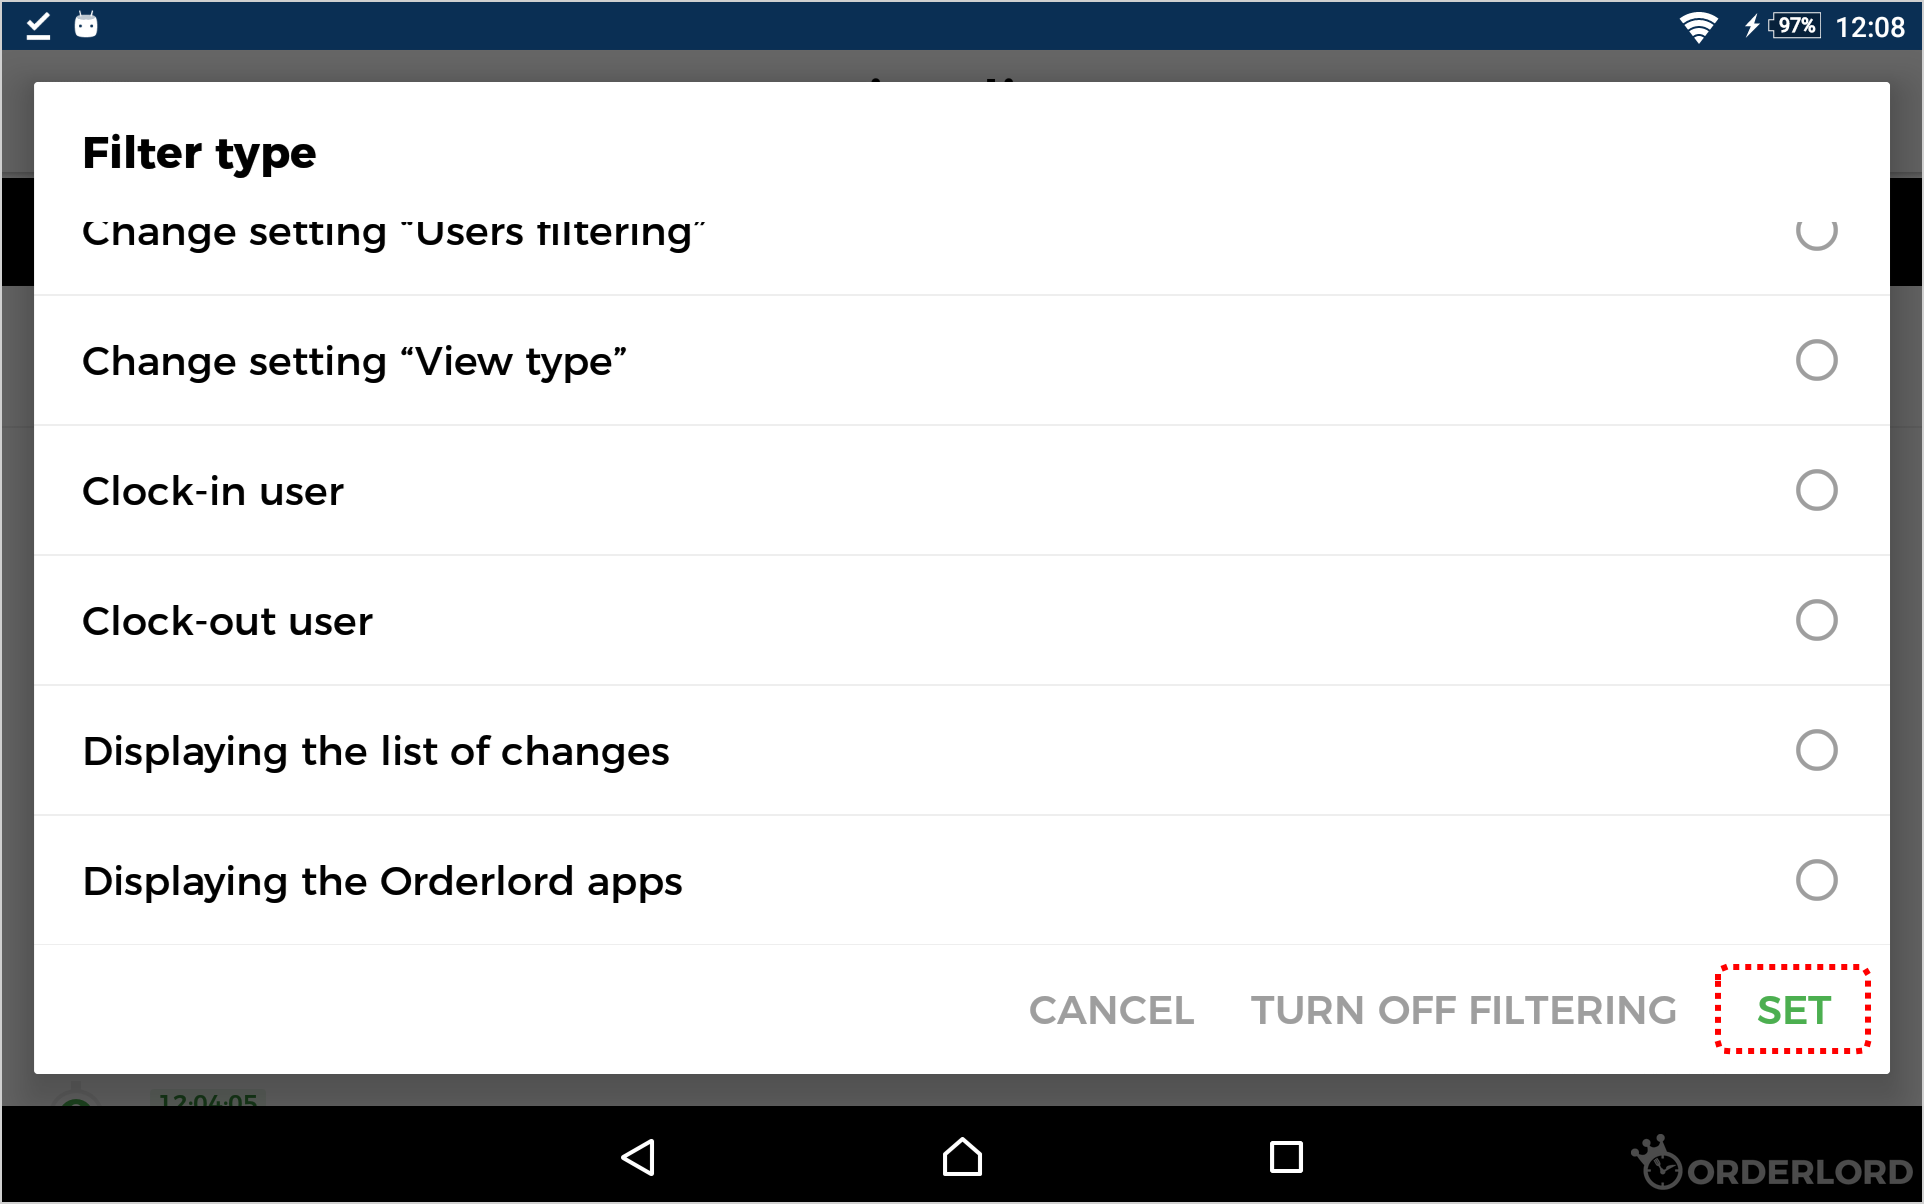 97% 12:08
Filter type
Change setting “Users filtering”
Change setting “View type”
Clock-in user
Clock-out user
Displaying the list of changes
Displaying the Orderlord apps
CANCEL TURN OFF FILTERING SET
12:04:05
ORDERLORD